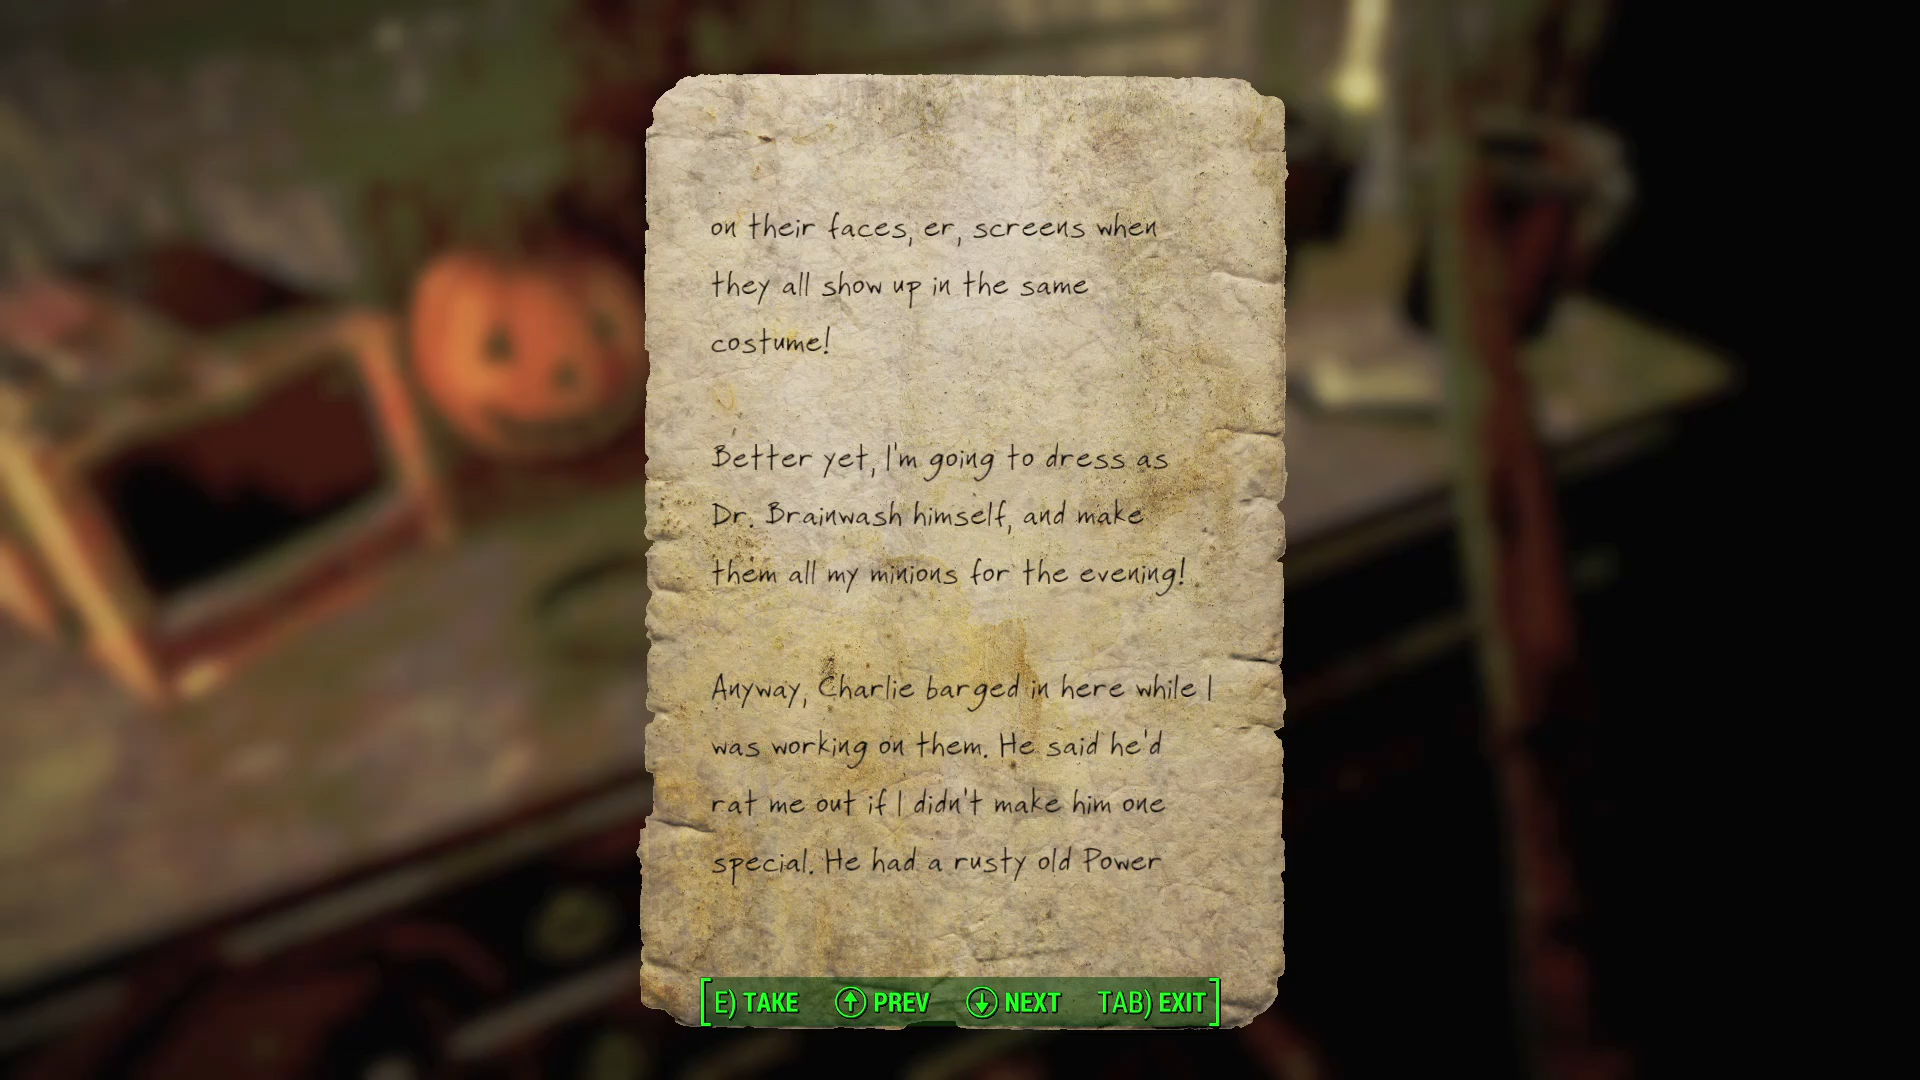 on their faces, er, screens when
they all show up in the same
costume!
Better yet, I'm going to dress as
Dr. Brainwash himself, and make
them all my minions for the evening!
Anyway, Charlie barged in here while I
was working on them. He said he'd
rat me out if I didn't make him one
special. He had a rusty old Power
E) TAKE PREV NEXT TAB) EXIT